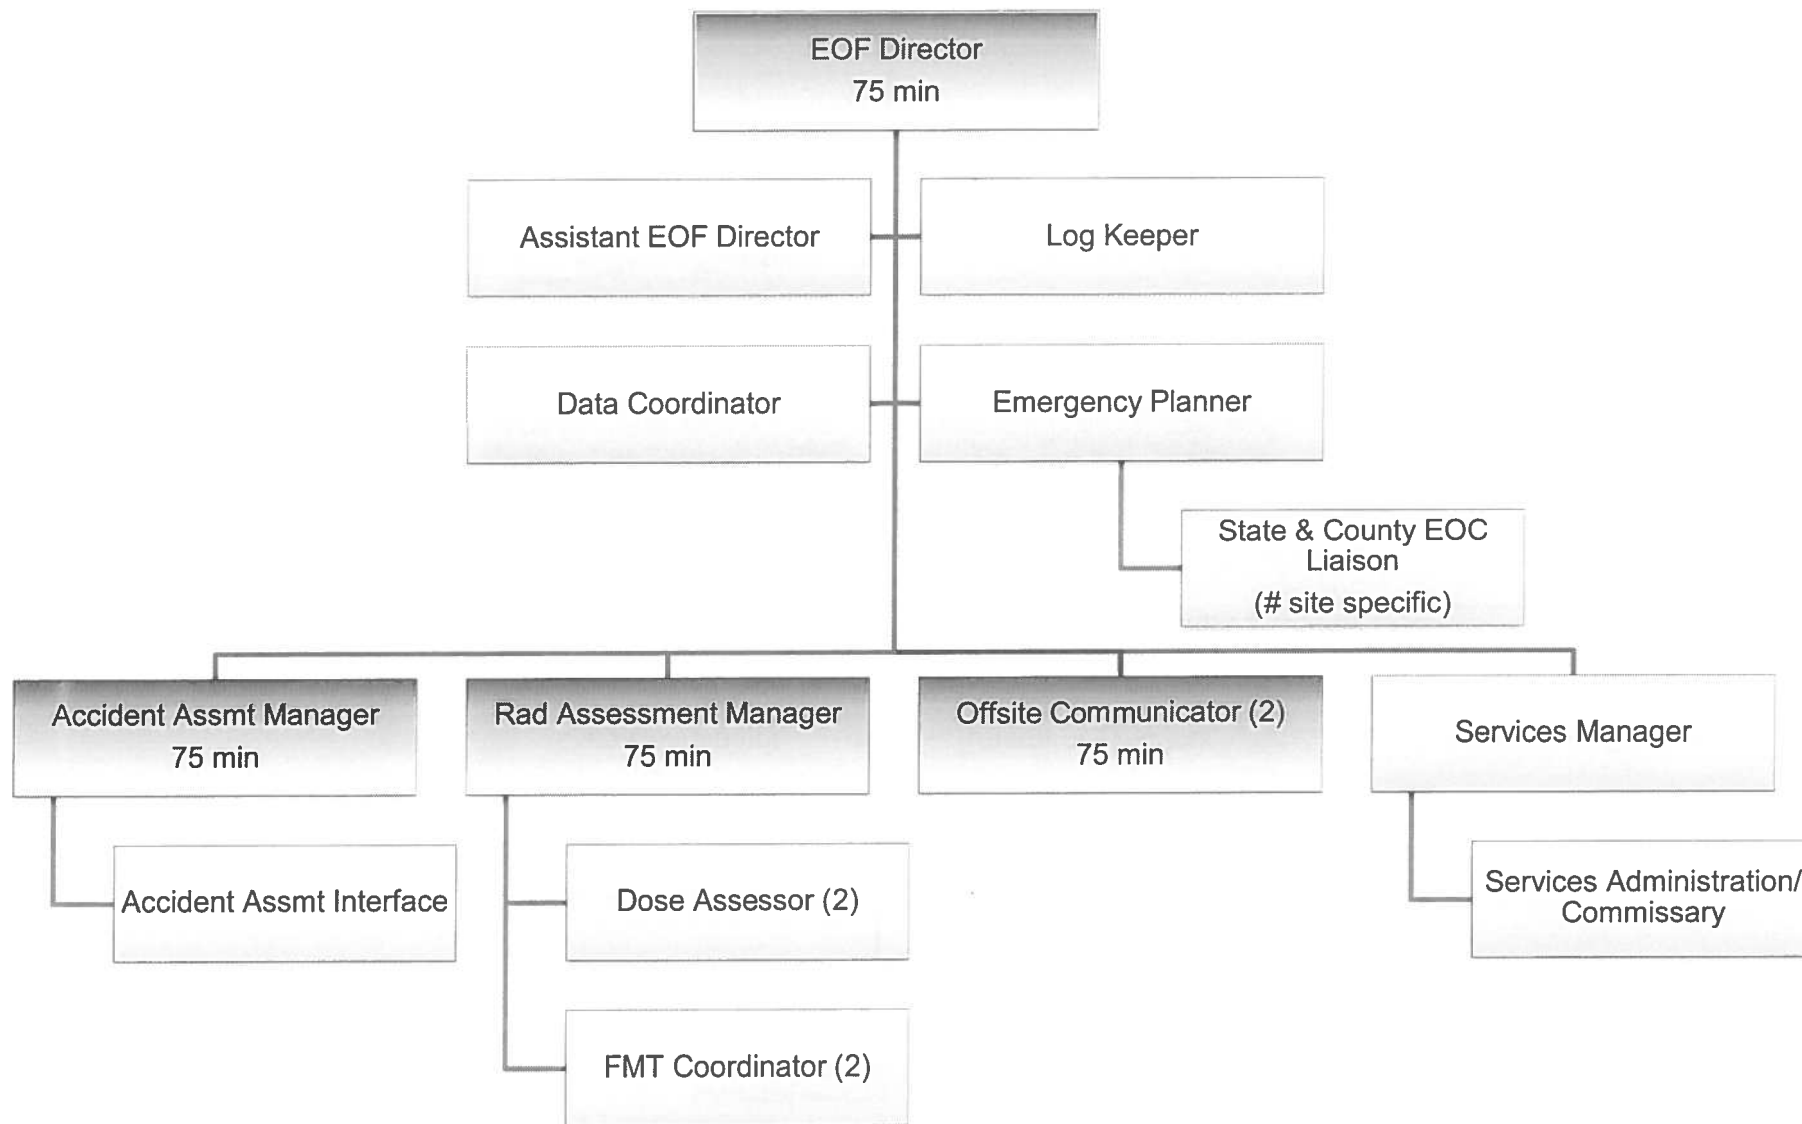 EOF Director
75 min
Assistant EOF Director
Log Keeper
Data Coordinator
Emergency Planner
State & County EOC
Liaison
(# site specific)
Accident Assmt Manager
75 min
Rad Assessment Manager
75 min
Offsite Communicator (2)
75 min
Services Manager
Accident Assmt Interface
Dose Assessor (2)
Services Administration/
Commissary
FMT Coordinator (2)